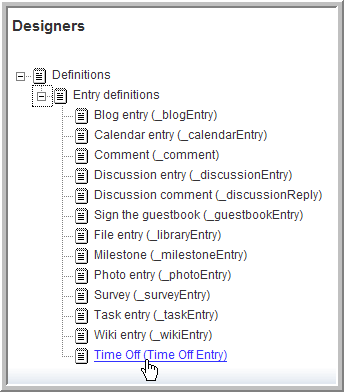 Designers
Definitions
Entry definitions
Blog entry (_blogEntry)
Calendar entry (_calendarEntry)
Comment (_comment)
Discussion entry (_discussionEntry)
Discussion comment (_discussionReply)
Sign the guestbook (_guestbookEntry)
File entry (_libraryEntry)
Milestone (_milestoneEntry)
Photo entry (_photoEntry)
Survey (_surveyEntry)
Task entry (_taskEntry)
Wiki entry (_wikiEntry)
Time Off (Time Off Entry)